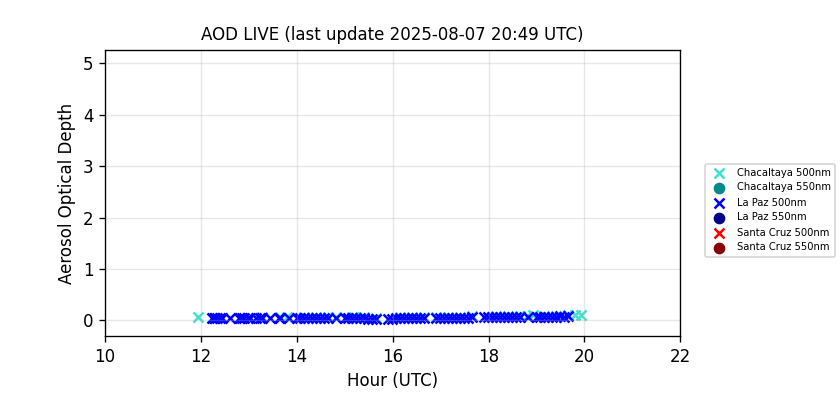 AOD LIVE (last update 2025-08-07 20:49 UTC)
5
4
3
2
1
0
Aerosol Optical Depth
10
12
14
16
18
20
22
Hour (UTC)
Chacaltaya 500nm
Chacaltaya 550nm
La Paz 500nm
La Paz 550nm
Santa Cruz 500nm
Santa Cruz 550nm